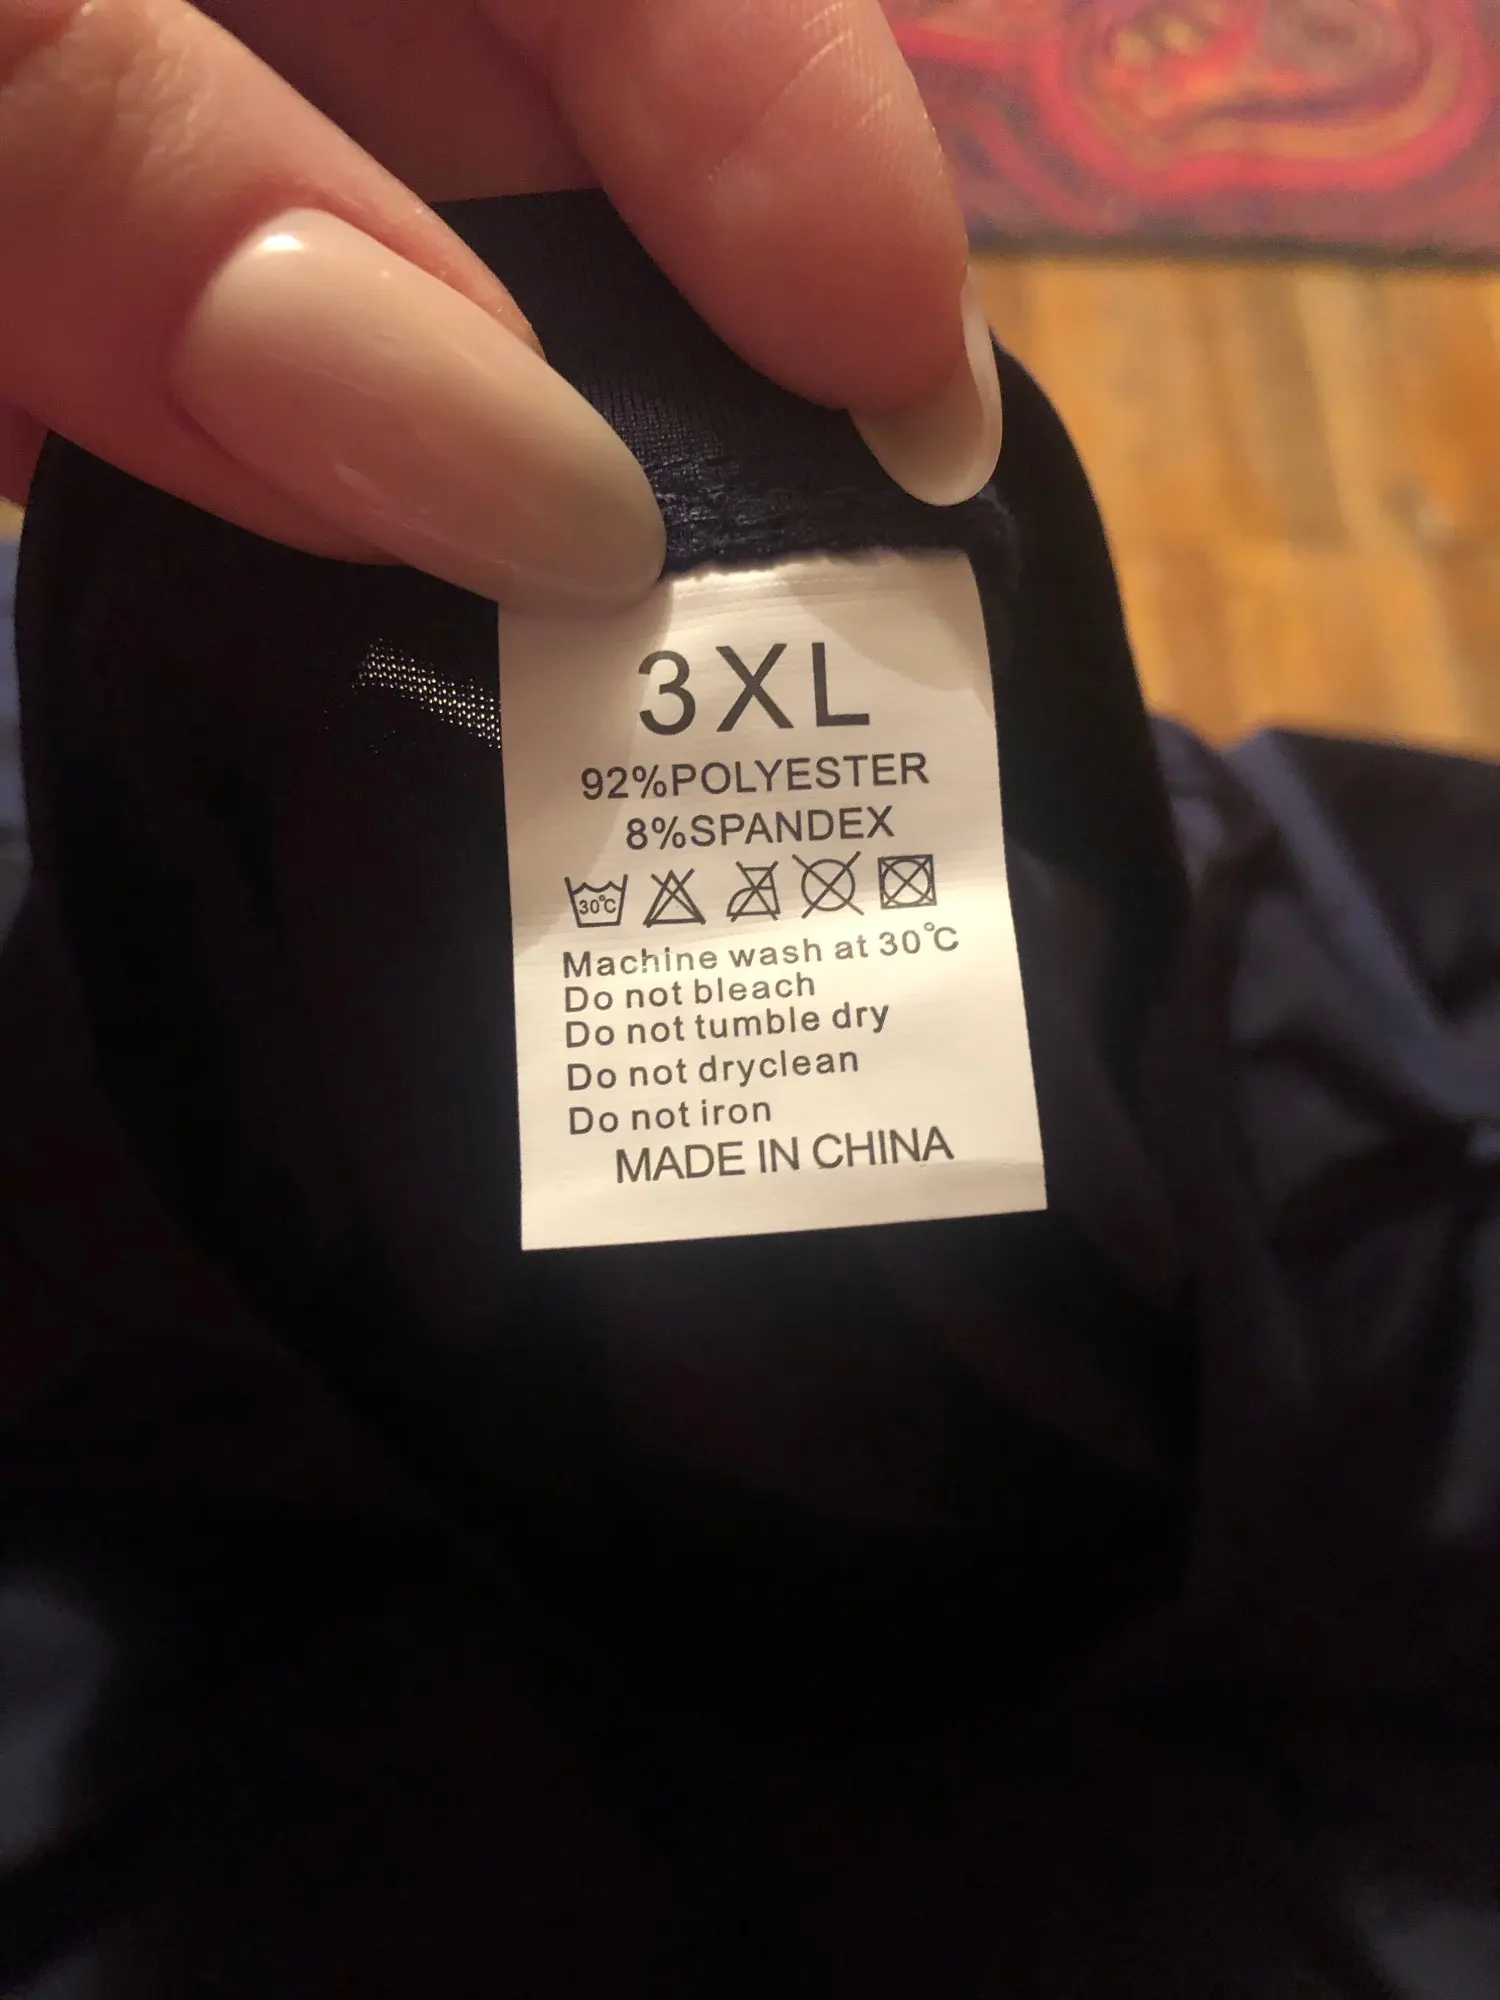 3XL
92%POLYESTER
8%SPANDEX
30℃
Machine wash at 30℃
Do not bleach
Do not tumble dry
Do not dryclean
Do not iron
MADE IN CHINA